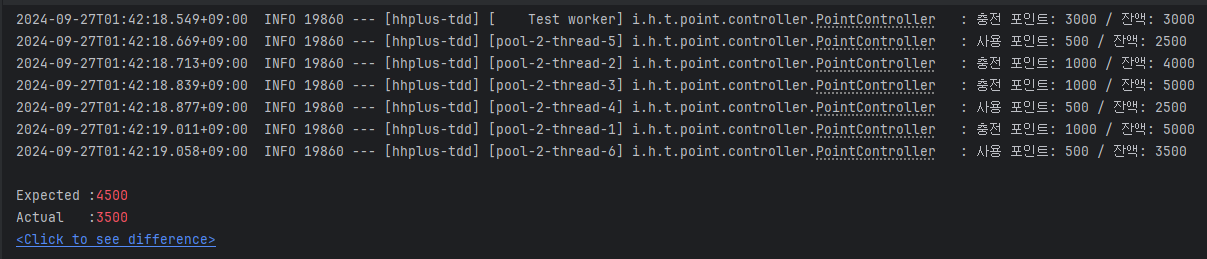 2024-09-27T01:42:18.549+09:00  INFO 19860 --- [hhplus-tdd] [    Test worker] i.h.t.point.controller.PointController   : 충전 포인트: 3000 / 잔액: 3000
2024-09-27T01:42:18.669+09:00  INFO 19860 --- [hhplus-tdd] [pool-2-thread-5] i.h.t.point.controller.PointController   : 사용 포인트: 500 / 잔액: 2500
2024-09-27T01:42:18.713+09:00  INFO 19860 --- [hhplus-tdd] [pool-2-thread-2] i.h.t.point.controller.PointController   : 충전 포인트: 1000 / 잔액: 4000
2024-09-27T01:42:18.839+09:00  INFO 19860 --- [hhplus-tdd] [pool-2-thread-3] i.h.t.point.controller.PointController   : 충전 포인트: 1000 / 잔액: 5000
2024-09-27T01:42:18.877+09:00  INFO 19860 --- [hhplus-tdd] [pool-2-thread-4] i.h.t.point.controller.PointController   : 사용 포인트: 500 / 잔액: 2500
2024-09-27T01:42:19.011+09:00  INFO 19860 --- [hhplus-tdd] [pool-2-thread-1] i.h.t.point.controller.PointController   : 충전 포인트: 1000 / 잔액: 5000
2024-09-27T01:42:19.058+09:00  INFO 19860 --- [hhplus-tdd] [pool-2-thread-6] i.h.t.point.controller.PointController   : 사용 포인트: 500 / 잔액: 3500
Expected :4500
Actual   :3500
<Click to see difference>